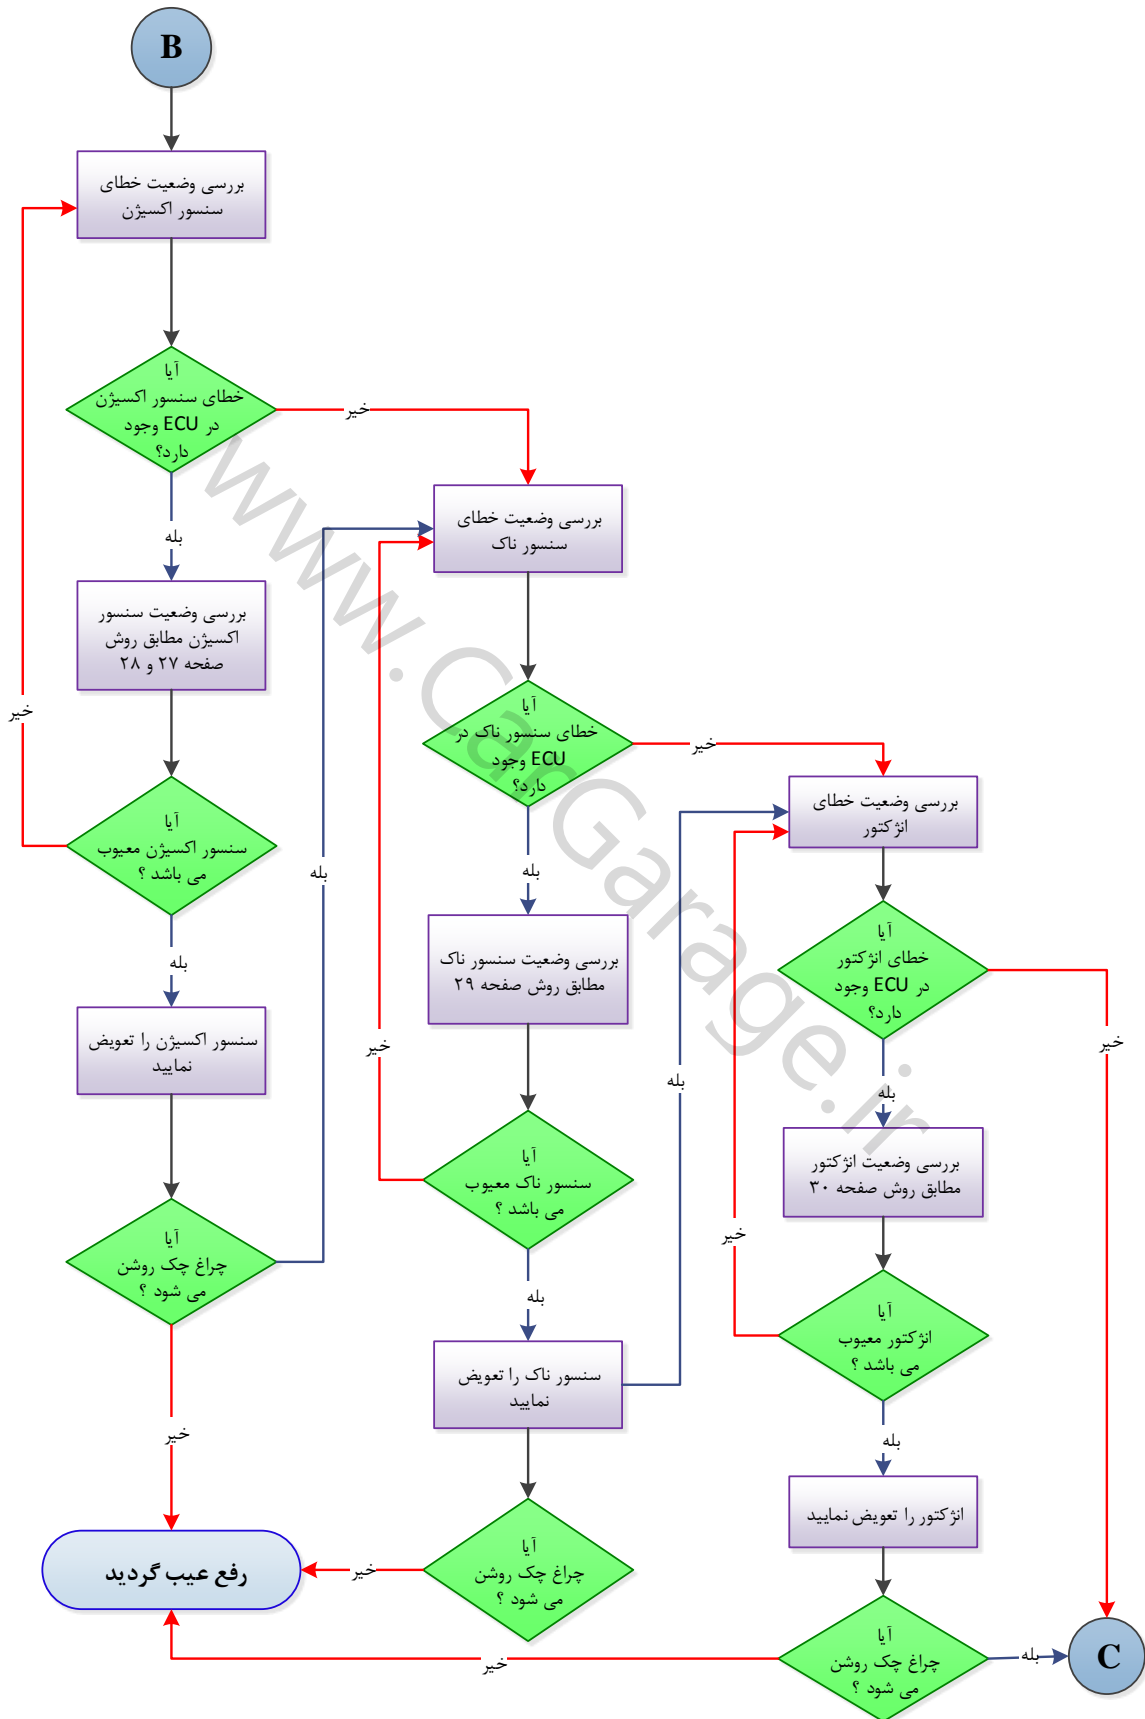 B
بررسی وضعیت خطای
سنسور اکسیژن
آیا
خطای سنسور اکسیژن
در ECU وجود
دارد؟
خیر
بله
بررسی وضعیت سنسور
اکسیژن مطابق روش
صفحه ۲۷ و ۲۸
خیر
آیا
سنسور اکسیژن معیوب
می باشد ؟
بله
سنسور اکسیژن را تعویض
نمایید
آیا
چراغ چک روشن
می شود ؟
بله
خیر
رفع عیب گردید
بررسی وضعیت خطای
سنسور ناک
آیا
خطای سنسور ناک در
ECU وجود
دارد؟
خیر
بله
بررسی وضعیت سنسور ناک
مطابق روش صفحه ۲۹
خیر
آیا
سنسور ناک معیوب
می باشد ؟
بله
سنسور ناک را تعویض
نمایید
بله
آیا
چراغ چک روشن
می شود ؟
خیر
بررسی وضعیت خطای
انژکتور
آیا
خطای انژکتور
در ECU وجود
دارد؟
خیر
بله
بررسی وضعیت انژکتور
مطابق روش صفحه ۳۰
خیر
آیا
انژکتور معیوب
می باشد ؟
بله
انژکتور را تعویض نمایید
آیا
چراغ چک روشن
می شود ؟
خیر
بله
C
www.CarGarage.ir